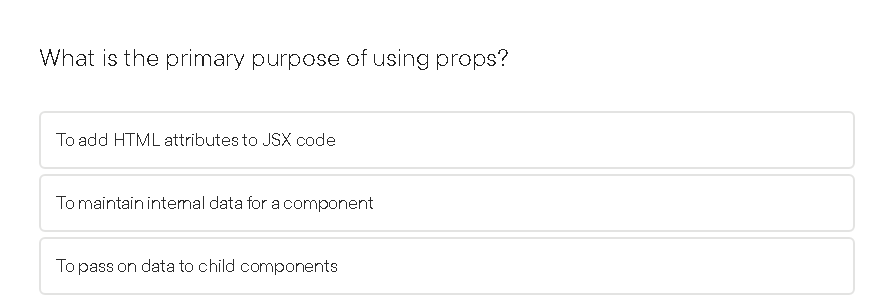 What is the primary purpose of using props?
To add HTML attributes to JSX code
To maintain internal data for a component
To pass on data to child components